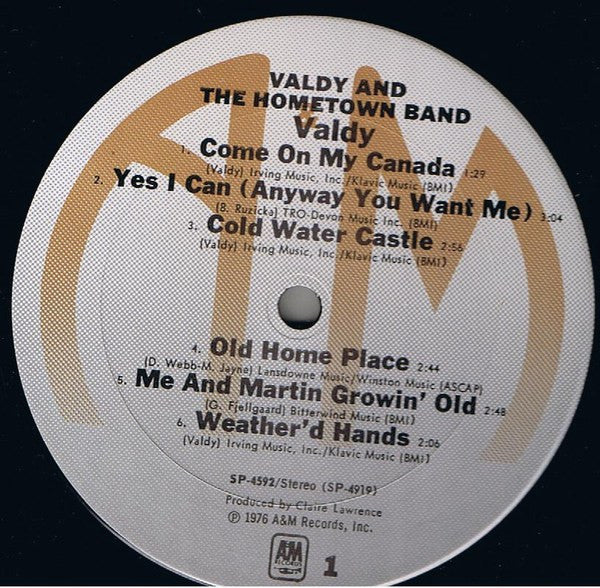 VALDY AND
THE HOMETOWN BAND
Valdy
1. Come On My Canada 1:29
(Valdy) Irving Music, Inc./Klavic Music (BMI)
2. Yes I Can (Anyway You Want Me) 3:04
(B. Ruzicka) TRO-Devon Music Inc. (BMI)
3. Cold Water Castle 2:56
(Valdy) Irving Music, Inc./Klavic Music (BMI)
4. Old Home Place 2:44
(D. Webb-M. Jayne) Lansdowne Music/Winston Music (ASCAP)
5. Me And Martin Growin' Old 2:48
(G. Fjellgaard) Bitterwind Music (BMI)
6. Weather'd Hands 2:06
(Valdy) Irving Music, Inc./Klavic Music (BMI)
SP-4592/Stereo (SP-4919)
Produced by Claire Lawrence
℗ 1976 A&M Records, Inc.
A&M
RECORDS
1